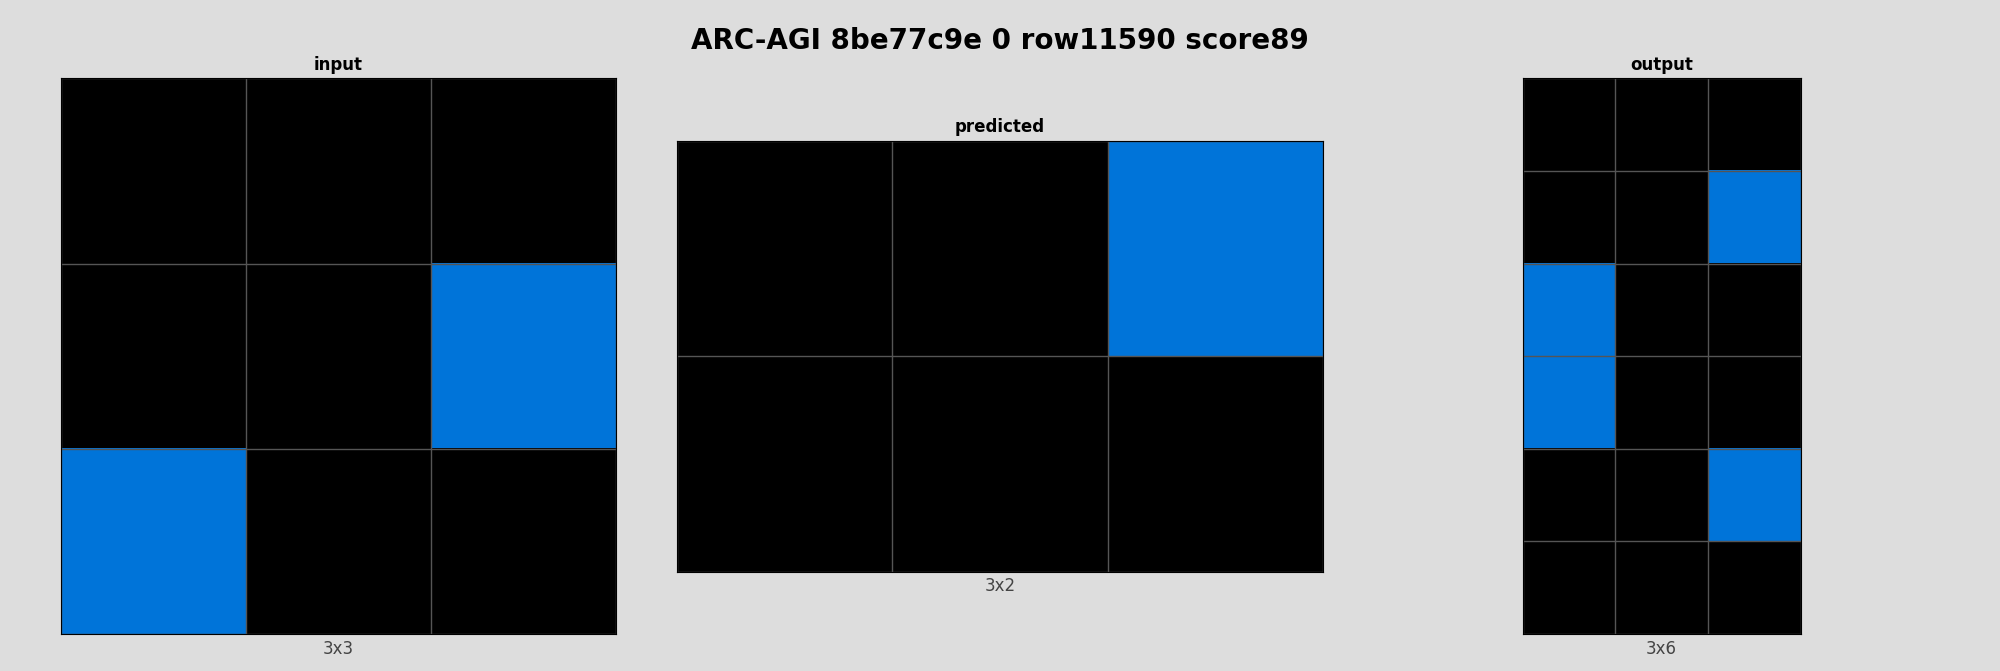 ARC-AGI 8be77c9e 0 row11590 score89
input
predicted
output
3x3
3x2
3x6